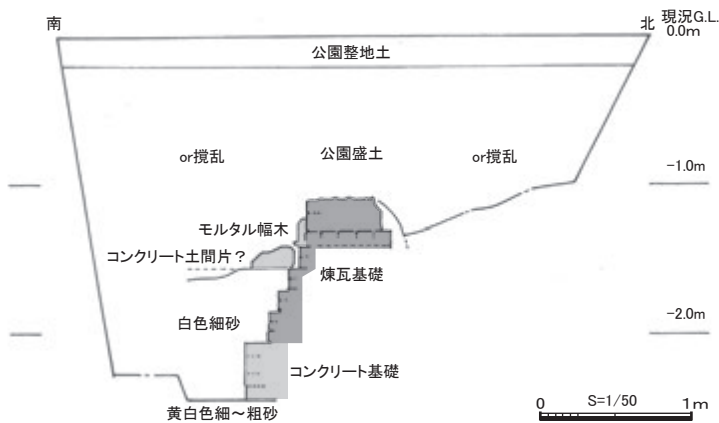 南
北
現況G.L.
0.0m
公園整地土
or撹乱
公園盛土
or撹乱
-1.0m
モルタル幅木
コンクリート土間片？
煉瓦基礎
白色細砂
-2.0m
コンクリート基礎
黄白色細～粗砂
0
S=1/50
1m